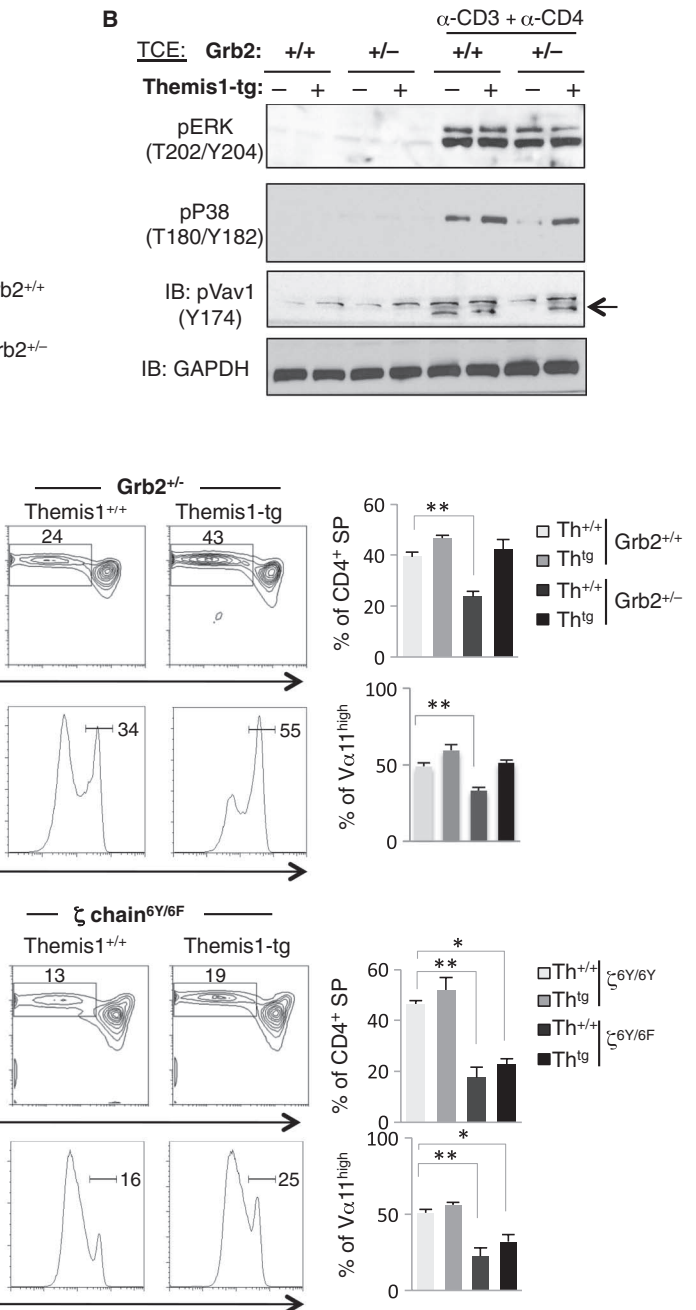 B
α-CD3 + α-CD4
TCE: Grb2: +/+ +/– +/+ +/–
Themis1-tg: – + – + – + – +
pERK
(T202/Y204)
pP38
(T180/Y182)
IB: pVav1
(Y174)
IB: GAPDH
rb2+/+
rb2+/–
Grb2+/-
Themis1+/+ Themis1-tg
24 43
34 55
% of CD4+ SP
60
40
20
0
**
Th+/+
Thtg
Grb2+/+
Th+/+
Thtg
Grb2+/–
% of Vα11high
100
50
0
**
ζ chain6Y/6F
Themis1+/+ Themis1-tg
13 19
16 25
% of CD4+ SP
60
40
20
0
*
**
Th+/+
Thtg
ζ6Y/6Y
Th+/+
Thtg
ζ6Y/6F
% of Vα11high
100
50
0
*
**